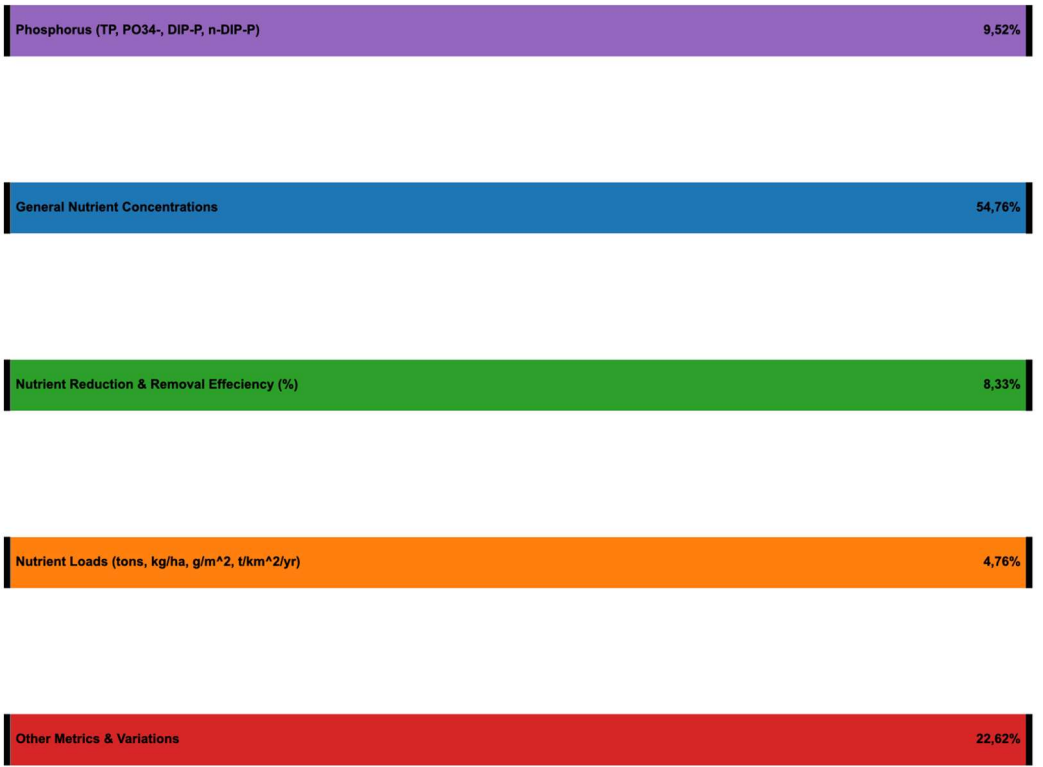 Phosphorus (TP, PO34-, DIP-P, n-DIP-P) 9,52%
General Nutrient Concentrations 54,76%
Nutrient Reduction & Removal Effeciency (%) 8,33%
Nutrient Loads (tons, kg/ha, g/m^2, t/km^2/yr) 4,76%
Other Metrics & Variations 22,62%